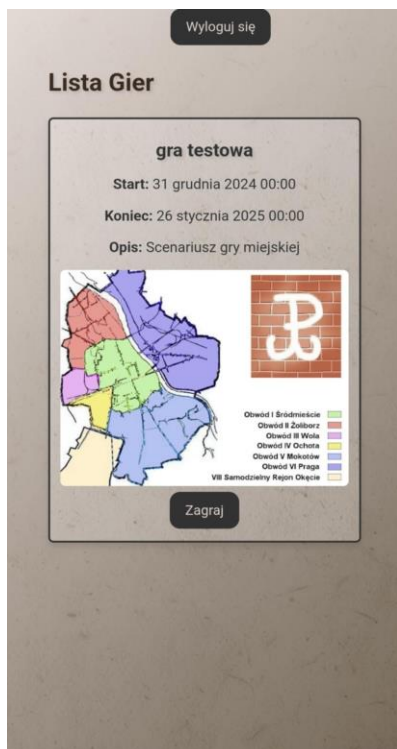 Wyloguj się
Lista Gier
gra testowa
Start: 31 grudnia 2024 00:00
Koniec: 26 stycznia 2025 00:00
Opis: Scenariusz gry miejskiej
Obwód I Śródmieście
Obwód II Żoliborz
Obwód III Wola
Obwód IV Ochota
Obwód V Mokotów
Obwód VI Praga
VIII Samodzielny Rejon Okęcie
Zagraj